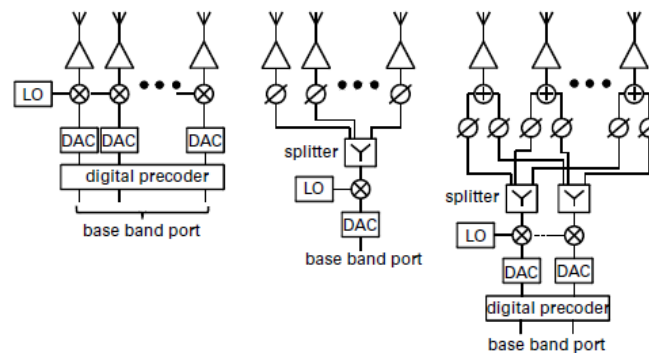 LO
DAC DAC DAC
digital precoder
base band port
splitter
LO
DAC
base band port
splitter
LO
DAC DAC
digital precoder
base band port